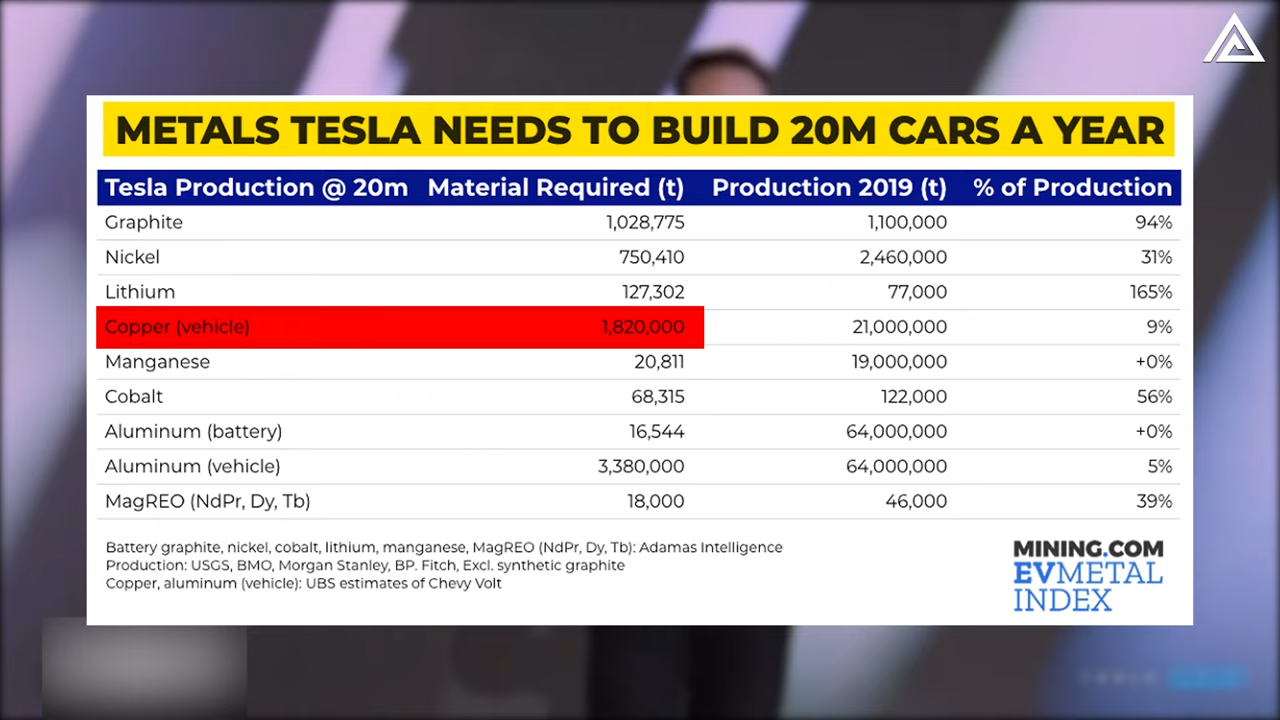 METALS TESLA NEEDS TO BUILD 20M CARS A YEAR
Tesla Production @ 20m Material Required (t) Production 2019 (t) % of Production
Graphite 1,028,775 1,100,000 94%
Nickel 750,410 2,460,000 31%
Lithium 127,302 77,000 165%
Copper (vehicle) 1,820,000 21,000,000 9%
Manganese 20,811 19,000,000 +0%
Cobalt 68,315 122,000 56%
Aluminum (battery) 16,544 64,000,000 +0%
Aluminum (vehicle) 3,380,000 64,000,000 5%
MagREO (NdPr, Dy, Tb) 18,000 46,000 39%
Battery graphite, nickel, cobalt, lithium, manganese, MagREO (NdPr, Dy, Tb): Adamas Intelligence
Production: USGS, BMO, Morgan Stanley, BP. Fitch, Excl. synthetic graphite
Copper, aluminum (vehicle): UBS estimates of Chevy Volt
MINING.COM
EVMETAL
INDEX